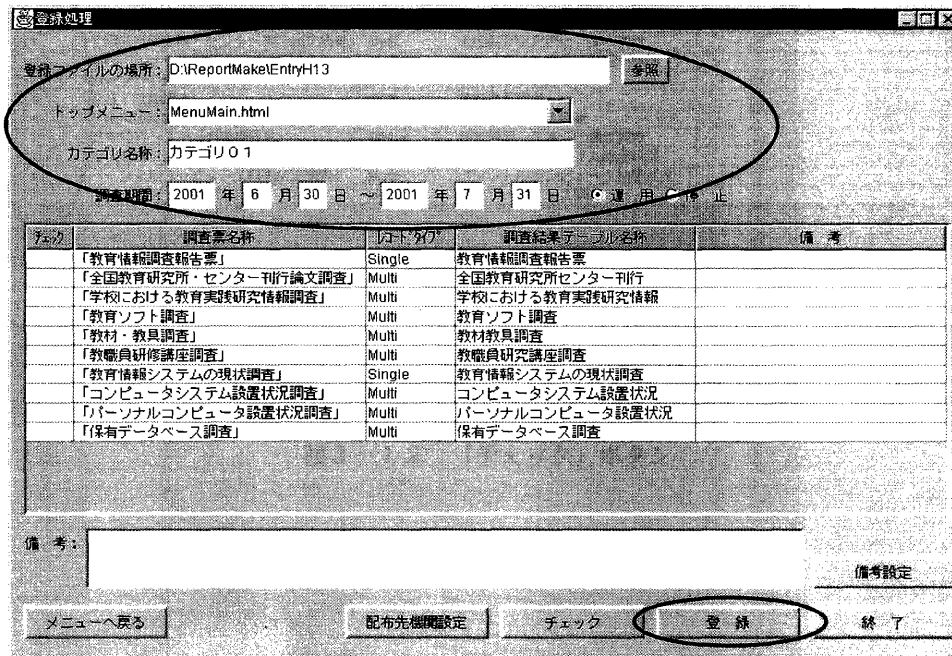 登録処理
登録ファイルの場所：D:\ReportMake\EntryH13 参照
トップメニュー：MenuMain.html
カテゴリ名称：カテゴリ０１
調査期間：2001 年 6 月 30 日 ～ 2001 年 7 月 31 日 運 用 停 止
チェック 調査票名称 ﾚｺｰﾄﾞﾀｲﾌﾟ 調査結果テーブル名称 備 考
「教育情報調査報告票」 Single 教育情報調査報告票
「全国教育研究所・センター刊行論文調査」 Multi 全国教育研究所センター刊行
「学校における教育実践研究情報調査」 Multi 学校における教育実践研究情報
「教育ソフト調査」 Multi 教育ソフト調査
「教材・教具調査」 Multi 教材教具調査
「教職員研修講座調査」 Multi 教職員研究講座調査
「教育情報システムの現状調査」 Single 教育情報システムの現状調査
「コンピュータシステム設置状況調査」 Multi コンピュータシステム設置状況
「パーソナルコンピュータ設置状況調査」 Multi パーソナルコンピュータ設置状況
「保有データベース調査」 Multi 保有データベース調査
備 考：
備考設定
メニューへ戻る 配布先機関設定 チェック 登 録 終 了